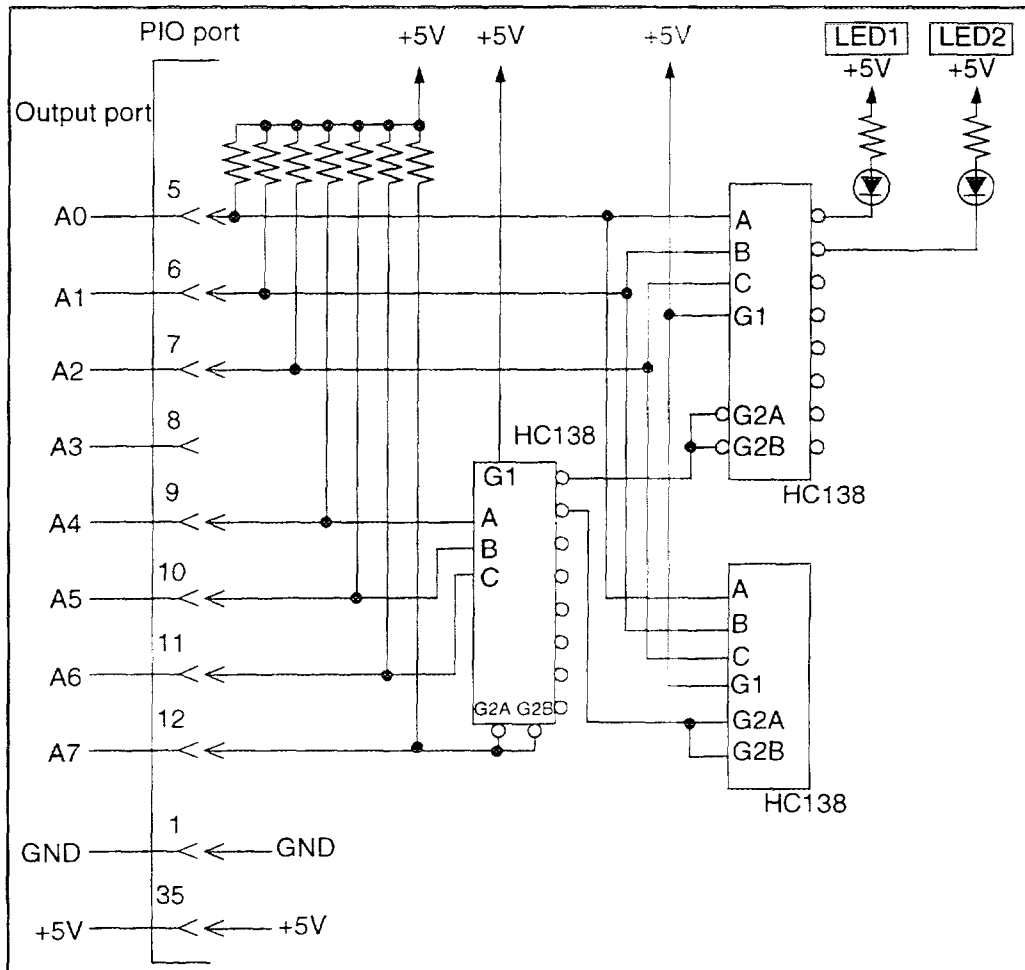 PIO port
+5V
+5V
+5V
LED1
LED2
+5V
+5V
Output port
5
A0
6
A1
7
A2
8
A3
9
A4
10
A5
11
A6
12
A7
1
GND
GND
35
+5V
+5V
HC138
G1
A
B
C
G2A G2B
A
B
C
G1
G2A
G2B
HC138
A
B
C
G1
G2A
G2B
HC138